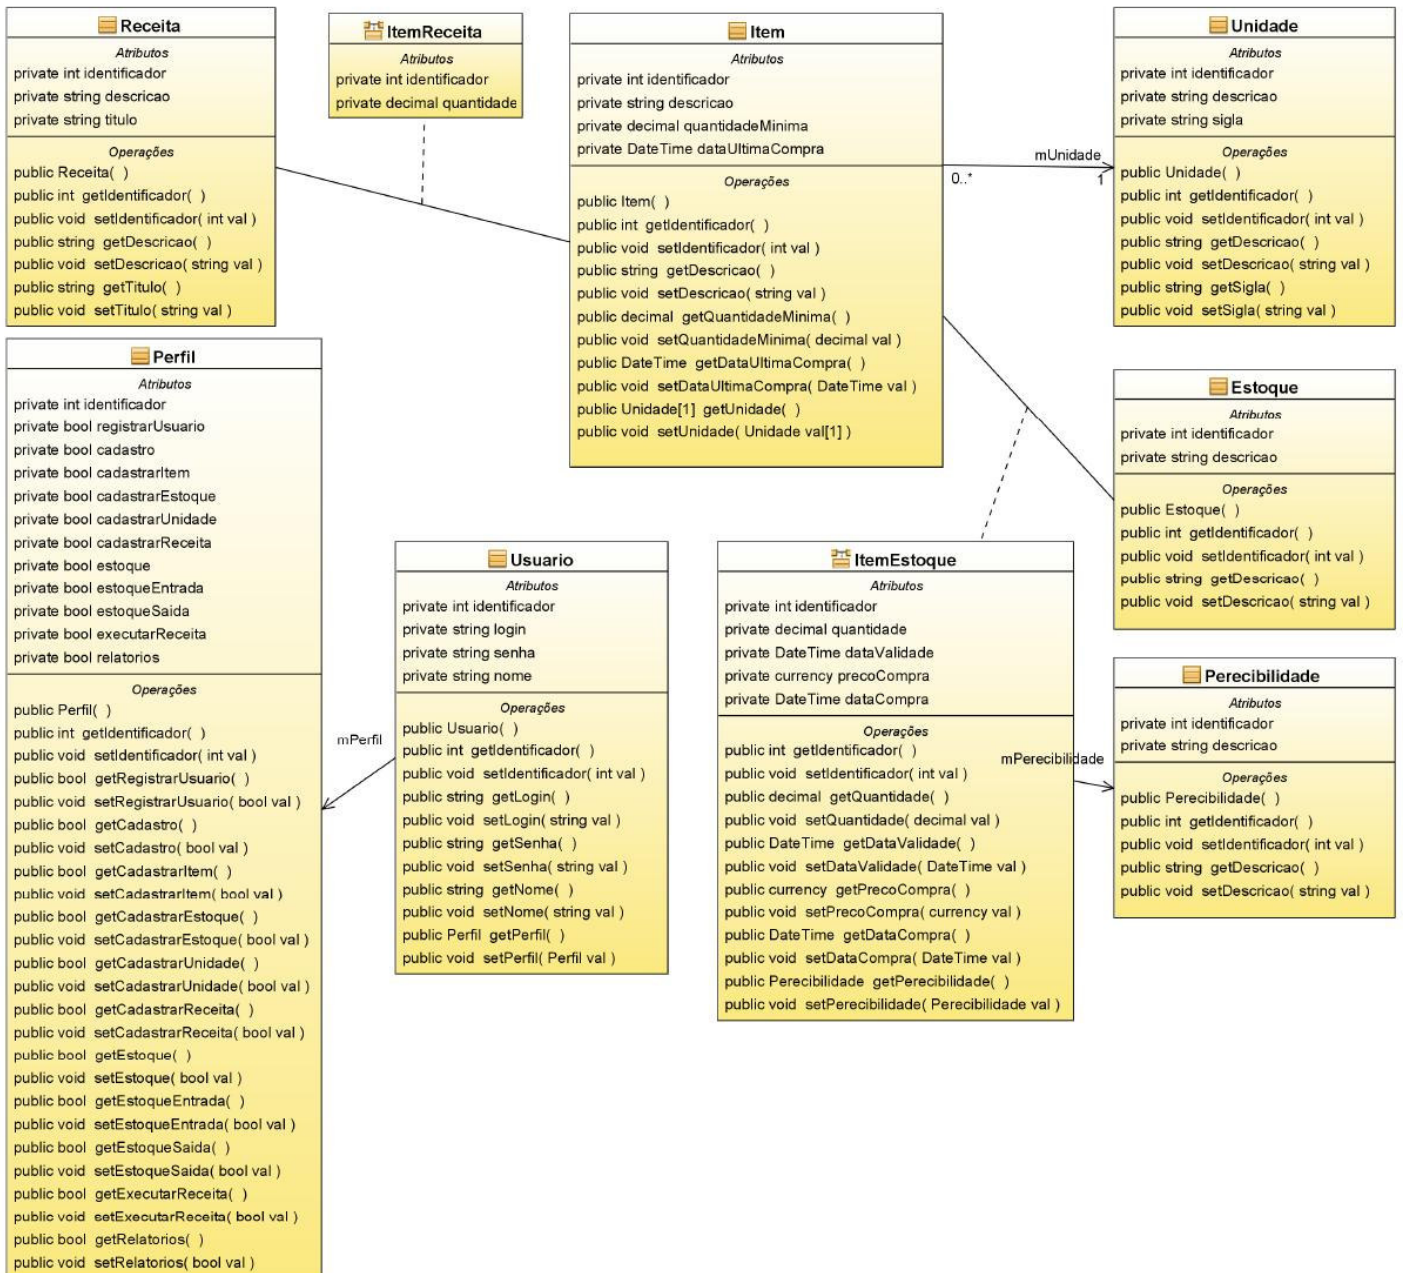 Receita
Atributos
private int identificador
private string descricao
private string titulo
Operações
public Receita( )
public int getIdentificador( )
public void setIdentificador( int val )
public string getDescricao( )
public void setDescricao( string val )
public string getTitulo( )
public void setTitulo( string val )
ItemReceita
Atributos
private int identificador
private decimal quantidade
Item
Atributos
private int identificador
private string descricao
private decimal quantidadeMinima
private DateTime dataUltimaCompra
Operações
public Item( )
public int getIdentificador( )
public void setIdentificador( int val )
public string getDescricao( )
public void setDescricao( string val )
public decimal getQuantidadeMinima( )
public void setQuantidadeMinima( decimal val )
public DateTime getDataUltimaCompra( )
public void setDataUltimaCompra( DateTime val )
public Unidade[1] getUnidade( )
public void setUnidade( Unidade val[1] )
mUnidade
0..*
1
Unidade
Atributos
private int identificador
private string descricao
private string sigla
Operações
public Unidade( )
public int getIdentificador( )
public void setIdentificador( int val )
public string getDescricao( )
public void setDescricao( string val )
public string getSigla( )
public void setSigla( string val )
Perfil
Atributos
private int identificador
private bool registrarUsuario
private bool cadastro
private bool cadastrarItem
private bool cadastrarEstoque
private bool cadastrarUnidade
private bool cadastrarReceita
private bool estoque
private bool estoqueEntrada
private bool estoqueSaida
private bool executarReceita
private bool relatorios
Operações
public Perfil( )
public int getIdentificador( )
public void setIdentificador( int val )
public bool getRegistrarUsuario( )
public void setRegistrarUsuario( bool val )
public bool getCadastro( )
public void setCadastro( bool val )
public bool getCadastrarItem( )
public void setCadastrarItem( bool val )
public bool getCadastrarEstoque( )
public void setCadastrarEstoque( bool val )
public bool getCadastrarUnidade( )
public void setCadastrarUnidade( bool val )
public bool getCadastrarReceita( )
public void setCadastrarReceita( bool val )
public bool getEstoque( )
public void setEstoque( bool val )
public bool getEstoqueEntrada( )
public void setEstoqueEntrada( bool val )
public bool getEstoqueSaida( )
public void setEstoqueSaida( bool val )
public bool getExecutarReceita( )
public void setExecutarReceita( bool val )
public bool getRelatorios( )
public void setRelatorios( bool val )
mPerfil
Usuario
Atributos
private int identificador
private string login
private string senha
private string nome
Operações
public Usuario( )
public int getIdentificador( )
public void setIdentificador( int val )
public string getLogin( )
public void setLogin( string val )
public string getSenha( )
public void setSenha( string val )
public string getNome( )
public void setNome( string val )
public Perfil getPerfil( )
public void setPerfil( Perfil val )
ItemEstoque
Atributos
private int identificador
private decimal quantidade
private DateTime dataValidade
private currency precoCompra
private DateTime dataCompra
Operações
public int getIdentificador( )
public void setIdentificador( int val )
public decimal getQuantidade( )
public void setQuantidade( decimal val )
public DateTime getDataValidade( )
public void setDataValidade( DateTime val )
public currency getPrecoCompra( )
public void setPrecoCompra( currency val )
public DateTime getDataCompra( )
public void setDataCompra( DateTime val )
public Perecibilidade getPerecibilidade( )
public void setPerecibilidade( Perecibilidade val )
mPerecibilidade
Estoque
Atributos
private int identificador
private string descricao
Operações
public Estoque( )
public int getIdentificador( )
public void setIdentificador( int val )
public string getDescricao( )
public void setDescricao( string val )
Perecibilidade
Atributos
private int identificador
private string descricao
Operações
public Perecibilidade( )
public int getIdentificador( )
public void setIdentificador( int val )
public string getDescricao( )
public void setDescricao( string val )